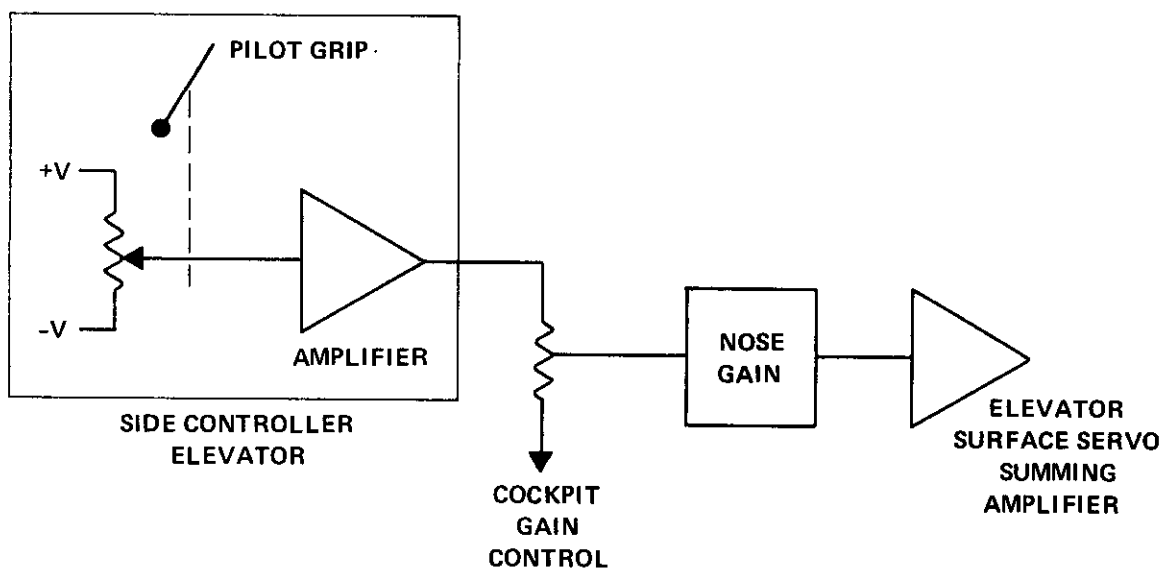 PILOT GRIP
+V
-V
AMPLIFIER
SIDE CONTROLLER
ELEVATOR
COCKPIT
GAIN
CONTROL
NOSE
GAIN
ELEVATOR
SURFACE SERVO
SUMMING
AMPLIFIER